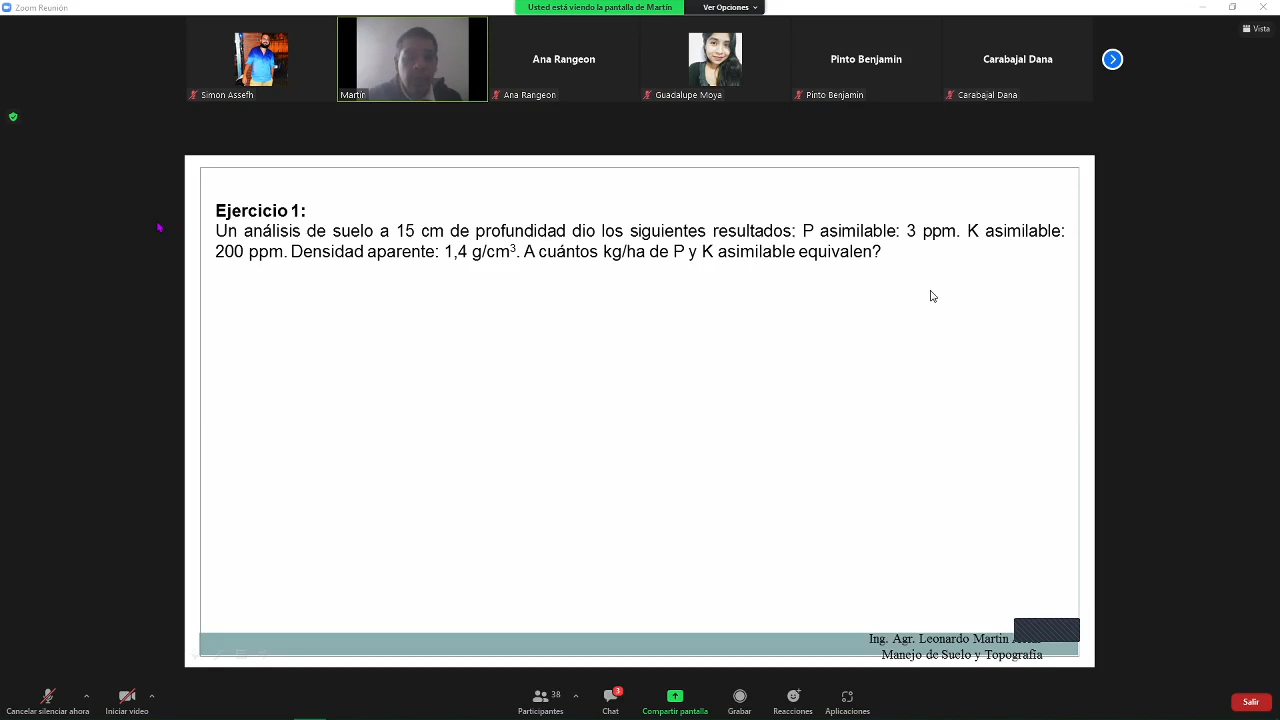 Zoom Reunión
Usted está viendo la pantalla de Martín
Ver Opciones
Vista
Ana Rangeon
Pinto Benjamin
Carabajal Dana
Simon Assefh
Martín
Ana Rangeon
Guadalupe Moya
Pinto Benjamin
Carabajal Dana
Ejercicio 1:
Un análisis de suelo a 15 cm de profundidad dio los siguientes resultados: P asimilable: 3 ppm. K asimilable:
200 ppm. Densidad aparente: 1,4 g/cm³. A cuántos kg/ha de P y K asimilable equivalen?
Ing. Agr. Leonardo Martin
Manejo de Suelo y Topografía
Cancelar silenciar ahora
Iniciar video
38
Participantes
3
Chat
Compartir pantalla
Grabar
Reacciones
Aplicaciones
Salir